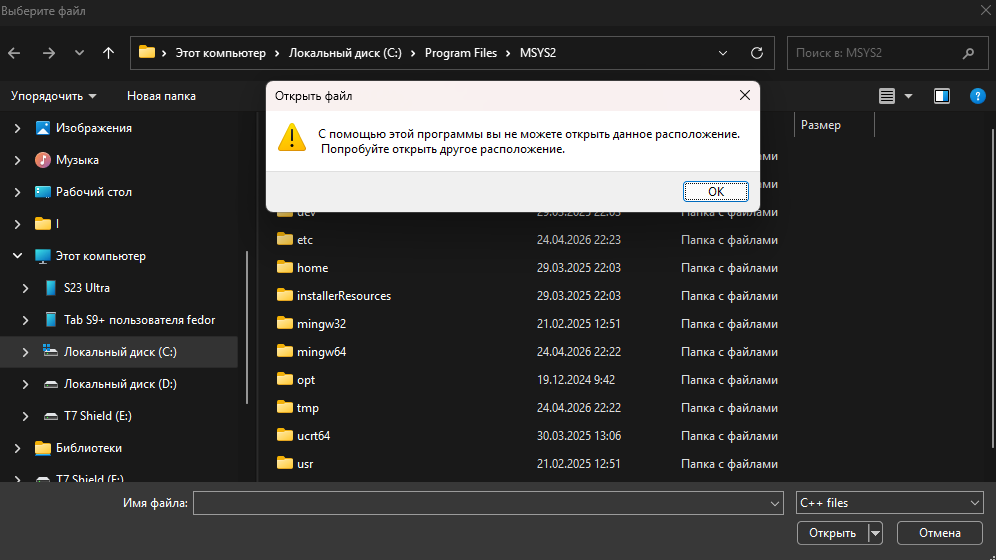 Выберите файл
Этот компьютер > Локальный диск (C:) > Program Files > MSYS2
Поиск в: MSYS2
Упорядочить
Новая папка
Открыть файл
С помощью этой программы вы не можете открыть данное расположение.
Попробуйте открыть другое расположение.
OK
Размер
Изображения
Музыка
Рабочий стол
I
Этот компьютер
S23 Ultra
Tab S9+ пользователя fedor
Локальный диск (C:)
Локальный диск (D:)
T7 Shield (E:)
Библиотеки
T7 Shield (E:)
dev 29.03.2025 22:03 Папка с файлами
etc 24.04.2026 22:23 Папка с файлами
home 29.03.2025 22:03 Папка с файлами
installerResources 29.03.2025 22:03 Папка с файлами
mingw32 21.02.2025 12:51 Папка с файлами
mingw64 24.04.2026 22:22 Папка с файлами
opt 19.12.2024 9:42 Папка с файлами
tmp 24.04.2026 22:22 Папка с файлами
ucrt64 30.03.2025 13:06 Папка с файлами
usr 21.02.2025 12:51 Папка с файлами
Имя файла:
C++ files
Открыть
Отмена